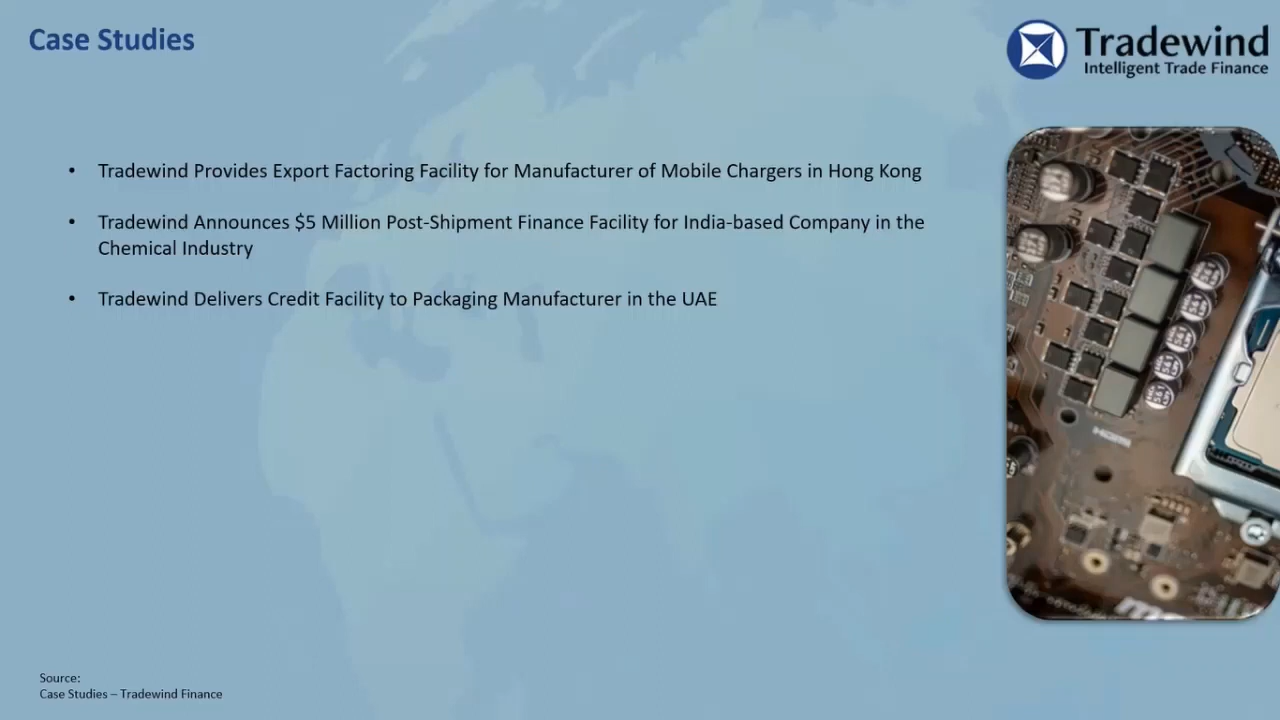 Case Studies
Tradewind
Intelligent Trade Finance
• Tradewind Provides Export Factoring Facility for Manufacturer of Mobile Chargers in Hong Kong
• Tradewind Announces $5 Million Post-Shipment Finance Facility for India-based Company in the
Chemical Industry
• Tradewind Delivers Credit Facility to Packaging Manufacturer in the UAE
Source:
Case Studies – Tradewind Finance